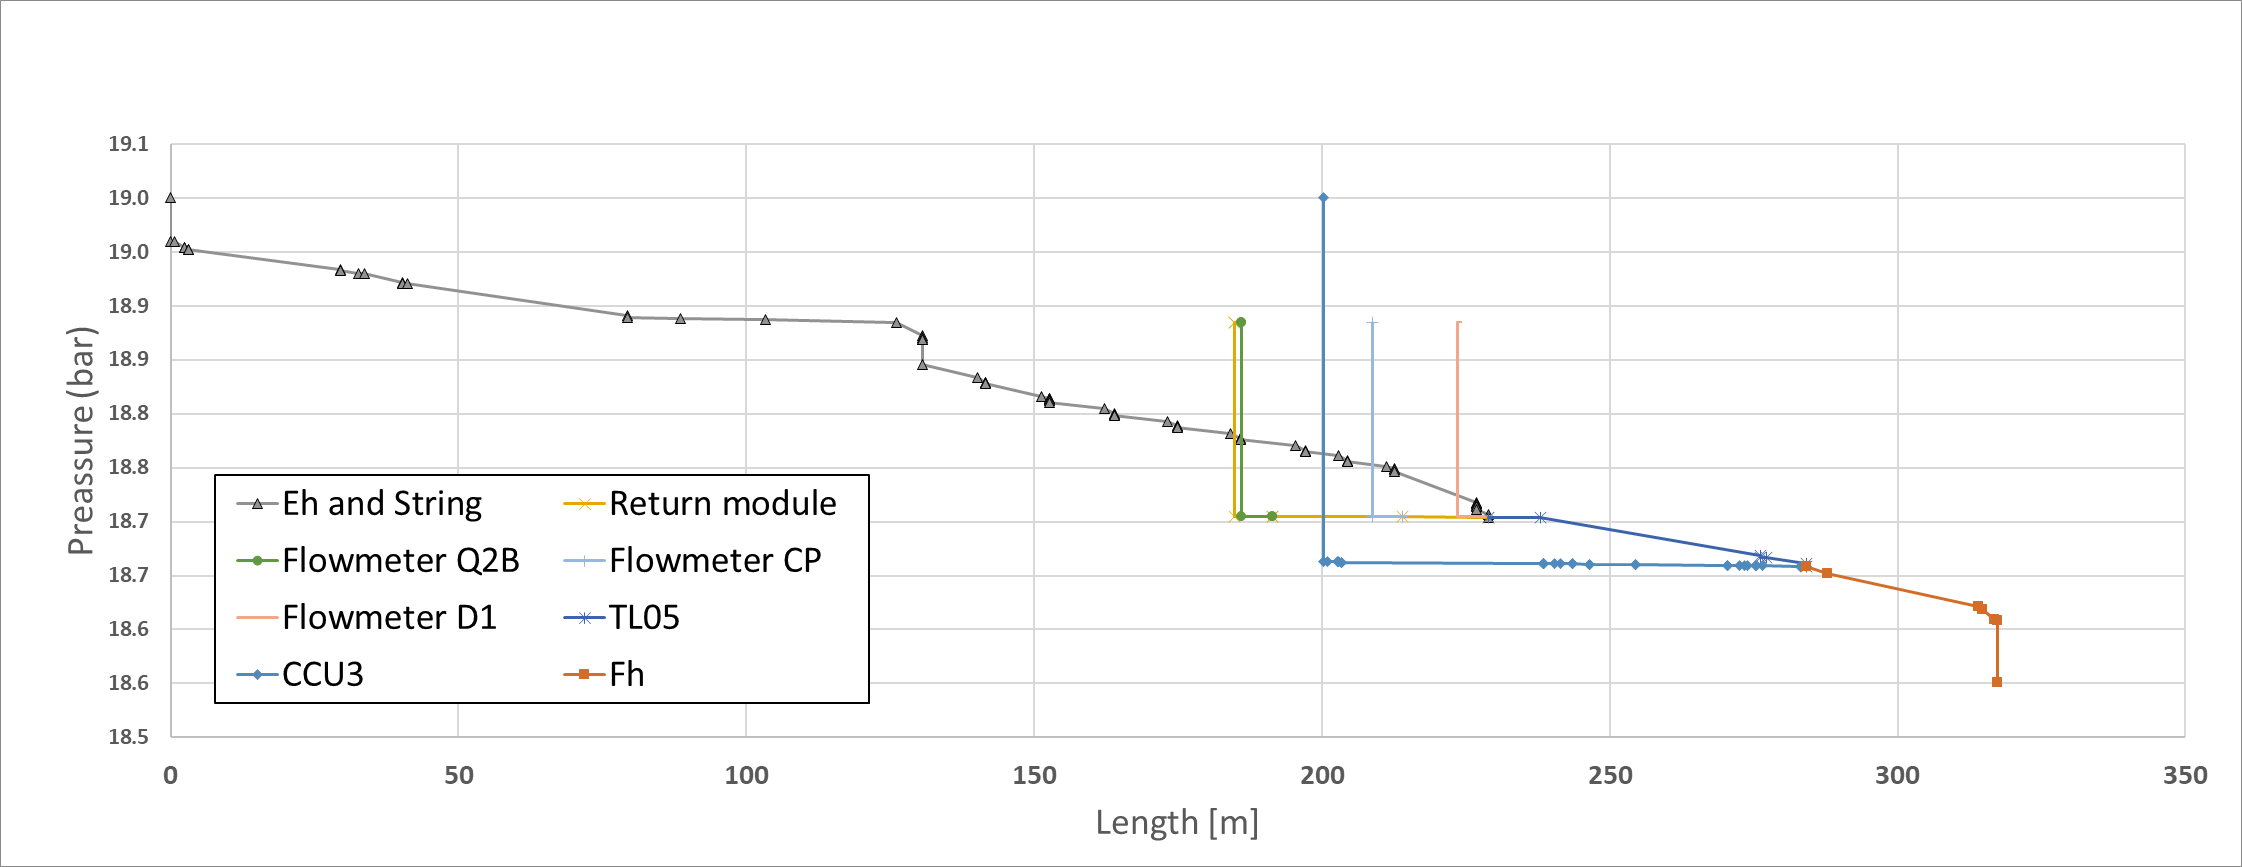 19.1
19.0
19.0
18.9
18.9
18.8
18.8
18.7
18.7
18.6
18.6
18.5
Preassure (bar)
Eh and String
Return module
Flowmeter Q2B
Flowmeter CP
Flowmeter D1
TL05
CCU3
Fh
0 50 100 150 200 250 300 350
Length [m]